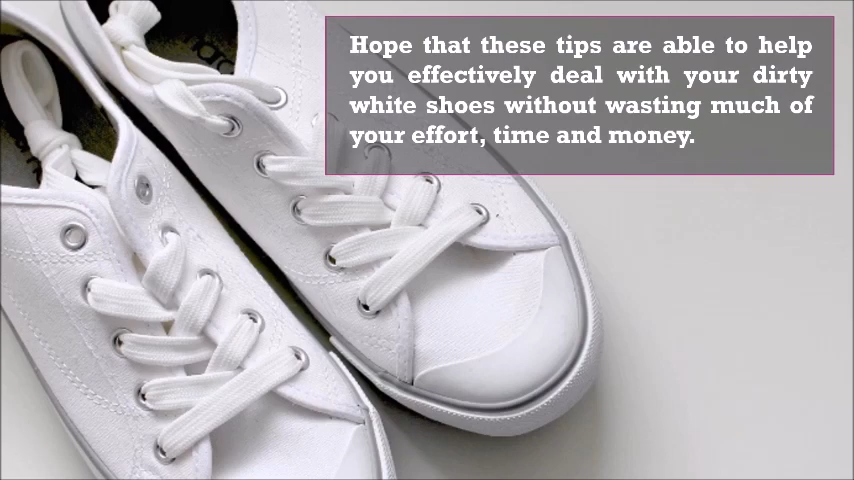 Hope that these tips are able to help
you effectively deal with your dirty
white shoes without wasting much of
your effort, time and money.